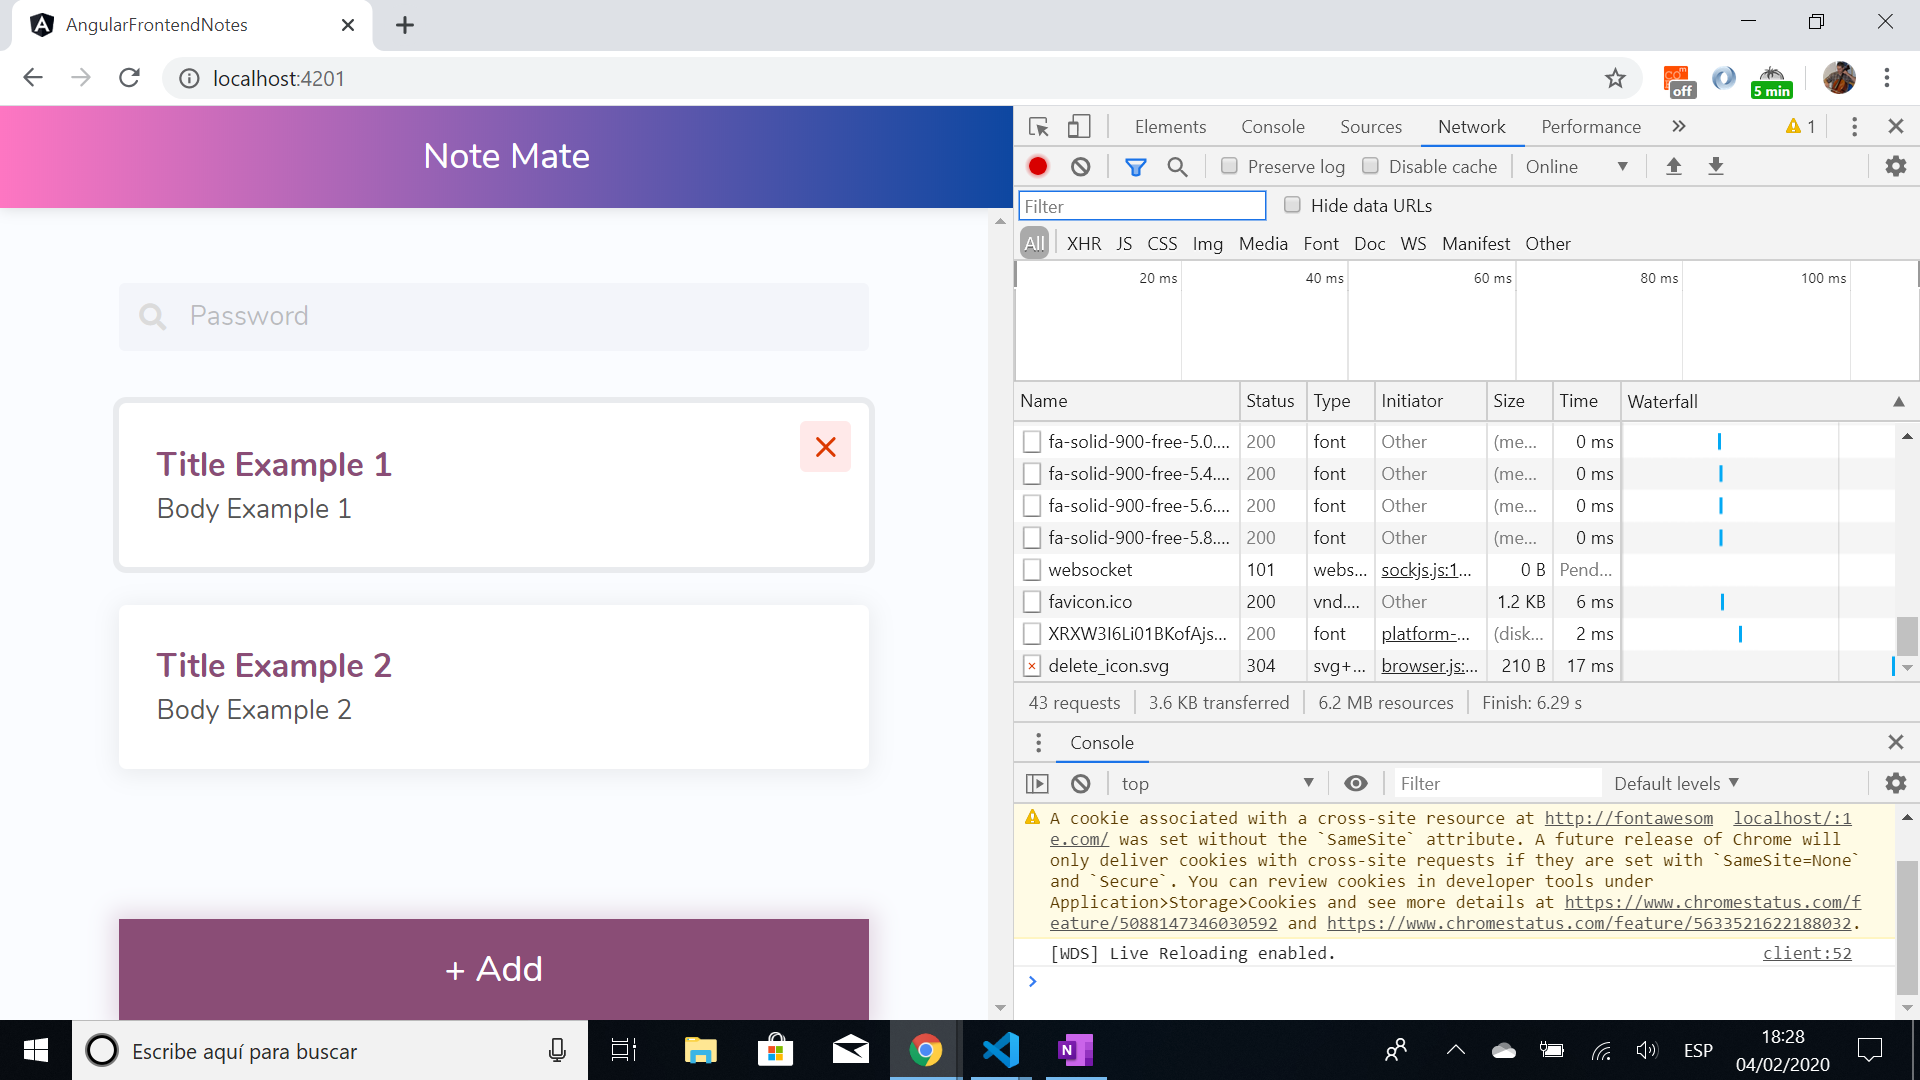 AngularFrontendNotes
localhost:4201
off
5 min
Note Mate
Password
Title Example 1
Body Example 1
Title Example 2
Body Example 2
+ Add
Elements Console Sources Network Performance » 1
Preserve log Disable cache Online
Filter Hide data URLs
All XHR JS CSS Img Media Font Doc WS Manifest Other
20 ms 40 ms 60 ms 80 ms 100 ms
Name Status Type Initiator Size Time Waterfall
fa-solid-900-free-5.0.... 200 font Other (me... 0 ms
fa-solid-900-free-5.4.... 200 font Other (me... 0 ms
fa-solid-900-free-5.6.... 200 font Other (me... 0 ms
fa-solid-900-free-5.8.... 200 font Other (me... 0 ms
websocket 101 webs... sockjs.js:1... 0 B Pend...
favicon.ico 200 vnd.... Other 1.2 KB 6 ms
XRXW3I6Li01BKofAjs... 200 font platform-... (disk... 2 ms
delete_icon.svg 304 svg+... browser.js:... 210 B 17 ms
43 requests 3.6 KB transferred 6.2 MB resources Finish: 6.29 s
Console
top Filter Default levels
A cookie associated with a cross-site resource at http://fontawesom localhost/:1
e.com/ was set without the `SameSite` attribute. A future release of Chrome will
only deliver cookies with cross-site requests if they are set with `SameSite=None`
and `Secure`. You can review cookies in developer tools under
Application>Storage>Cookies and see more details at https://www.chromestatus.com/f
eature/5088147346030592 and https://www.chromestatus.com/feature/5633521622188032.
[WDS] Live Reloading enabled. client:52
Escribe aquí para buscar
N
ESP
18:28
04/02/2020